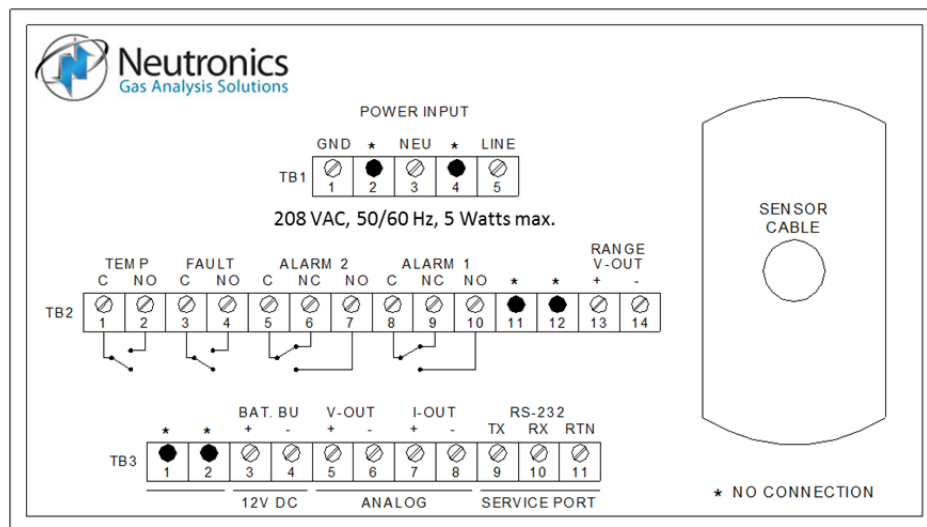 Neutronics
Gas Analysis Solutions
POWER INPUT
GND * NEU * LINE
TB1
1 2 3 4 5
208 VAC, 50/60 Hz, 5 Watts max.
SENSOR
CABLE
RANGE
TEMP FAULT ALARM 2 ALARM 1 V-OUT
C NO C NO C NC NO C NC NO * * + -
TB2
1 2 3 4 5 6 7 8 9 10 11 12 13 14
BAT. BU V-OUT I-OUT RS-232
* * + - + - + - TX RX RTN
TB3
1 2 3 4 5 6 7 8 9 10 11
12V DC ANALOG SERVICE PORT
* NO CONNECTION